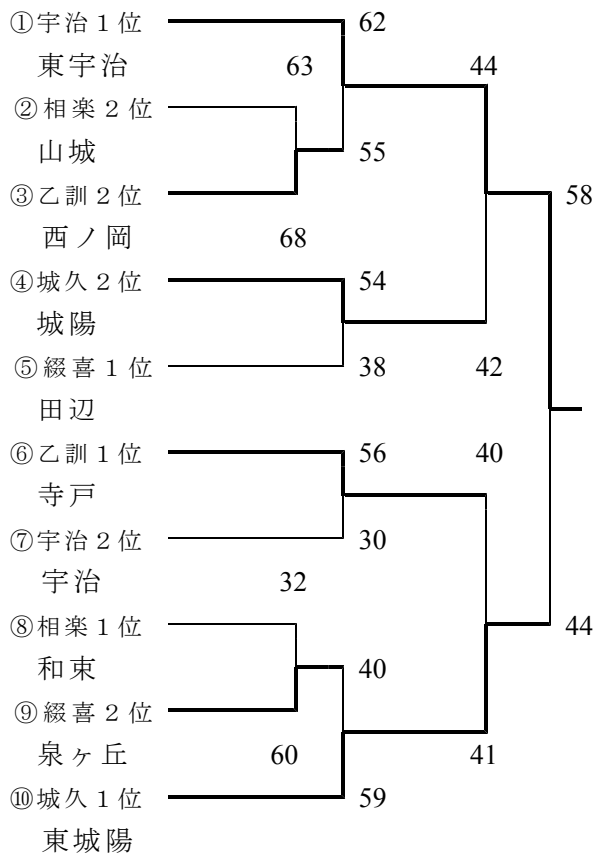 ①宇治１位 62
東宇治 63 44
②相楽２位
山城 55
③乙訓２位 58
西ノ岡 68
④城久２位 54
城陽
⑤綴喜１位 38 42
田辺
⑥乙訓１位 56 40
寺戸
⑦宇治２位 30
宇治 32
⑧相楽１位 44
和束 40
⑨綴喜２位
泉ヶ丘 60 41
⑩城久１位 59
東城陽